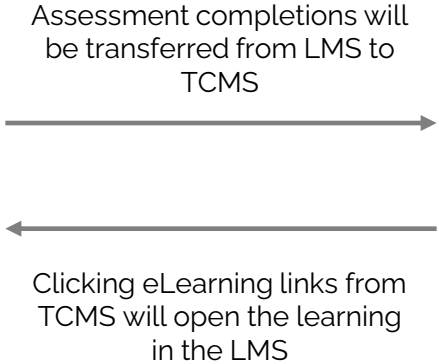 Assessment completions will
be transferred from LMS to
TCMS
Clicking eLearning links from
TCMS will open the learning
in the LMS